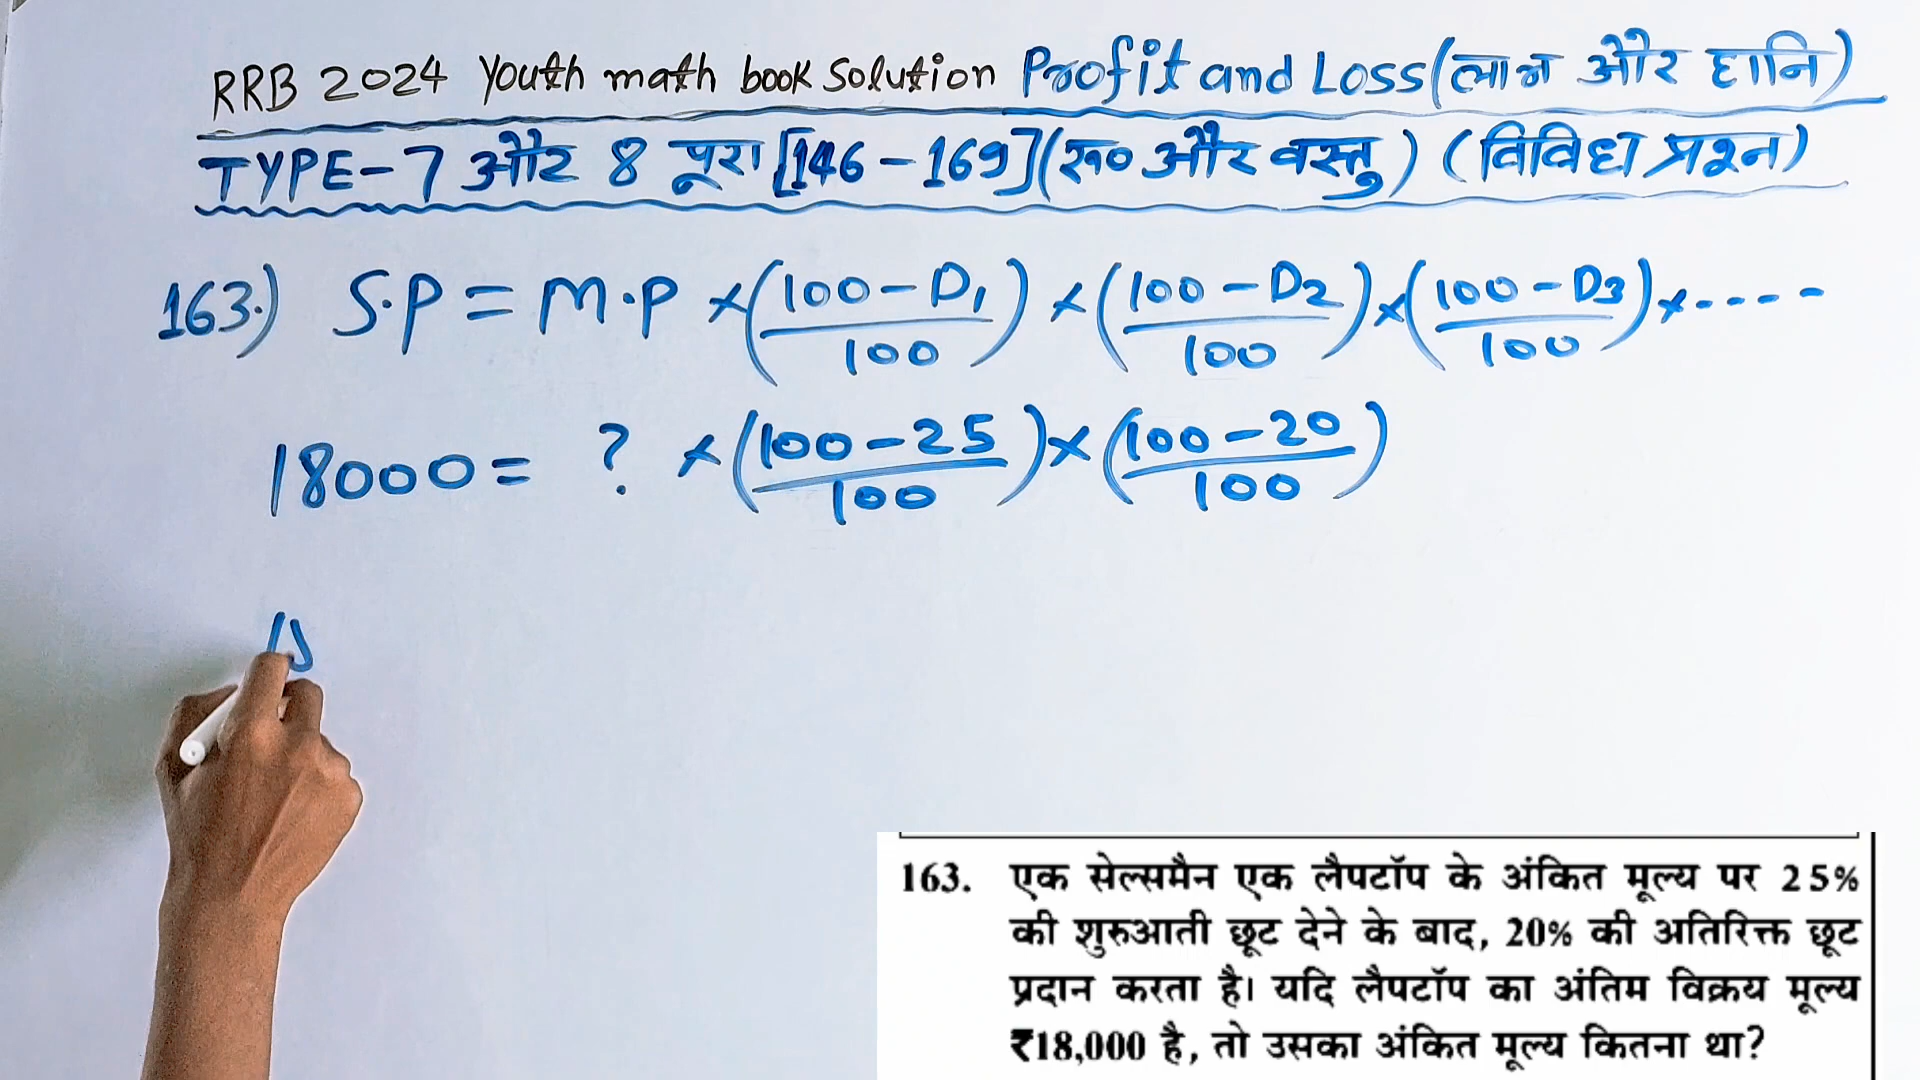 RRB 2024 Youth math book Solution Profit and Loss (लाभ और हानि)
TYPE-7 और 8 पूरा [146-169] (रू० और वस्तु) (विविध प्रश्न)
163.) S.P = M.P × (100-D1/100) × (100-D2/100) × (100-D3/100) × ----
18000 = ? × (100-25/100) × (100-20/100)
163. एक सेल्समैन एक लैपटॉप के अंकित मूल्य पर 25%
की शुरुआती छूट देने के बाद, 20% की अतिरिक्त छूट
प्रदान करता है। यदि लैपटॉप का अंतिम विक्रय मूल्य
₹18,000 है, तो उसका अंकित मूल्य कितना था?